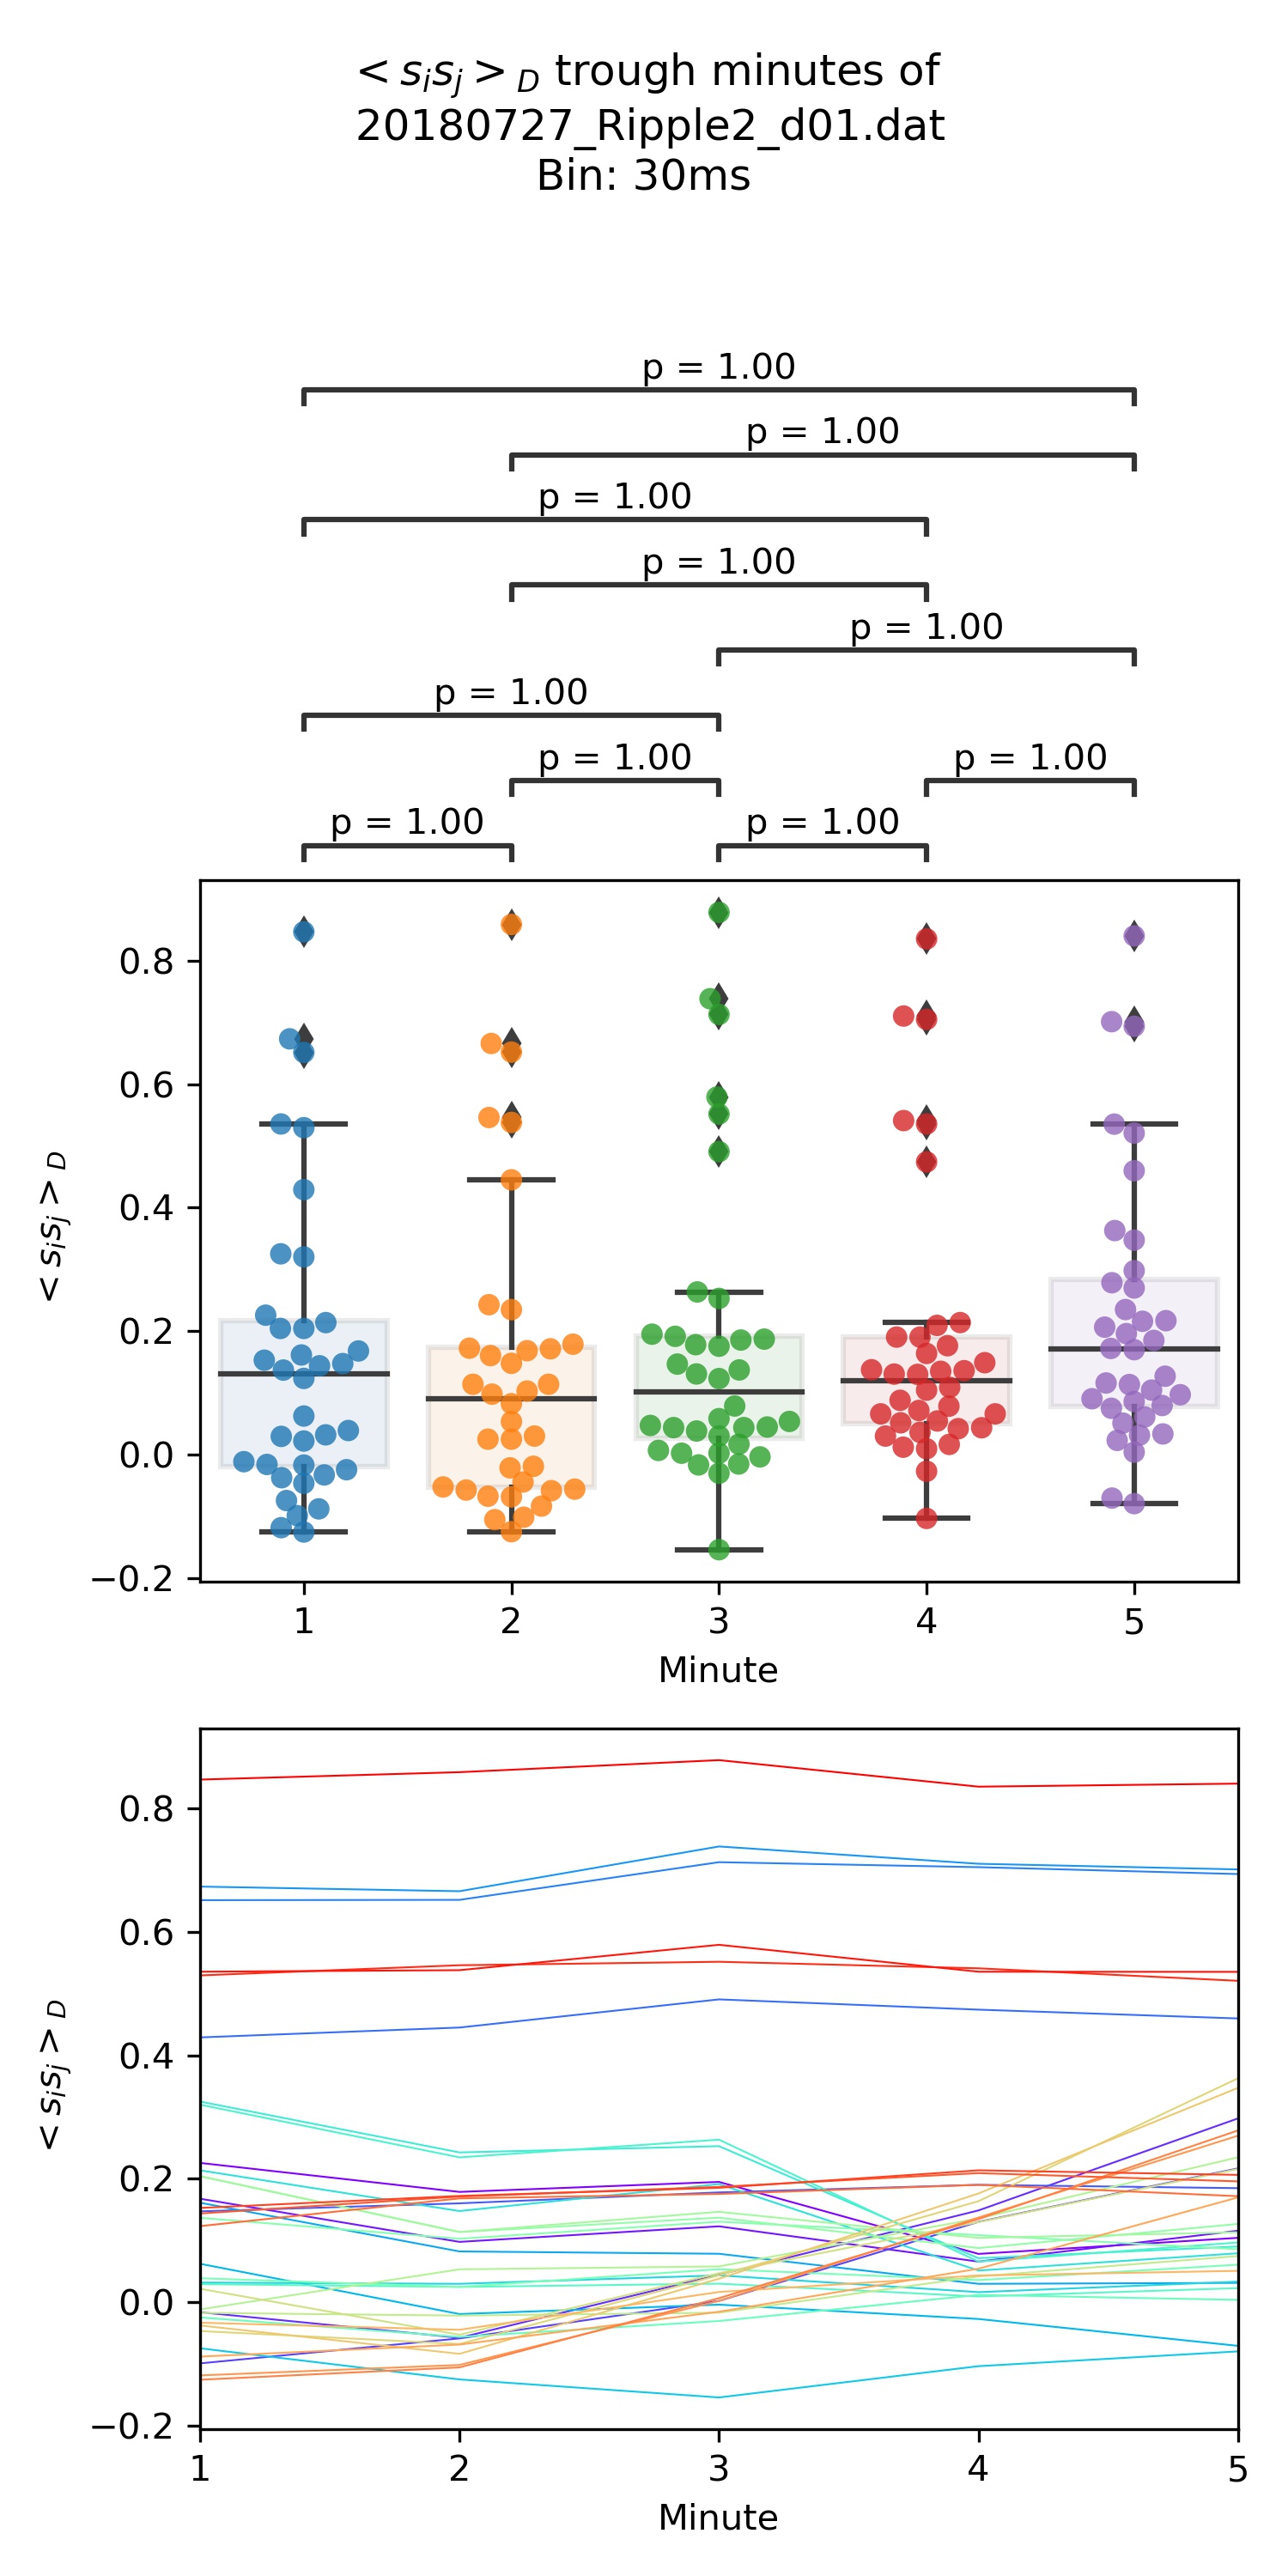 < s_i s_j >_D trough minutes of
20180727_Ripple2_d01.dat
Bin: 30ms
p = 1.00
p = 1.00
p = 1.00
p = 1.00
p = 1.00
p = 1.00
p = 1.00 p = 1.00
p = 1.00 p = 1.00
< s_i s_j >_D
0.8
0.6
0.4
0.2
0.0
−0.2
1 2 3 4 5
Minute
< s_i s_j >_D
0.8
0.6
0.4
0.2
0.0
−0.2
1 2 3 4 5
Minute